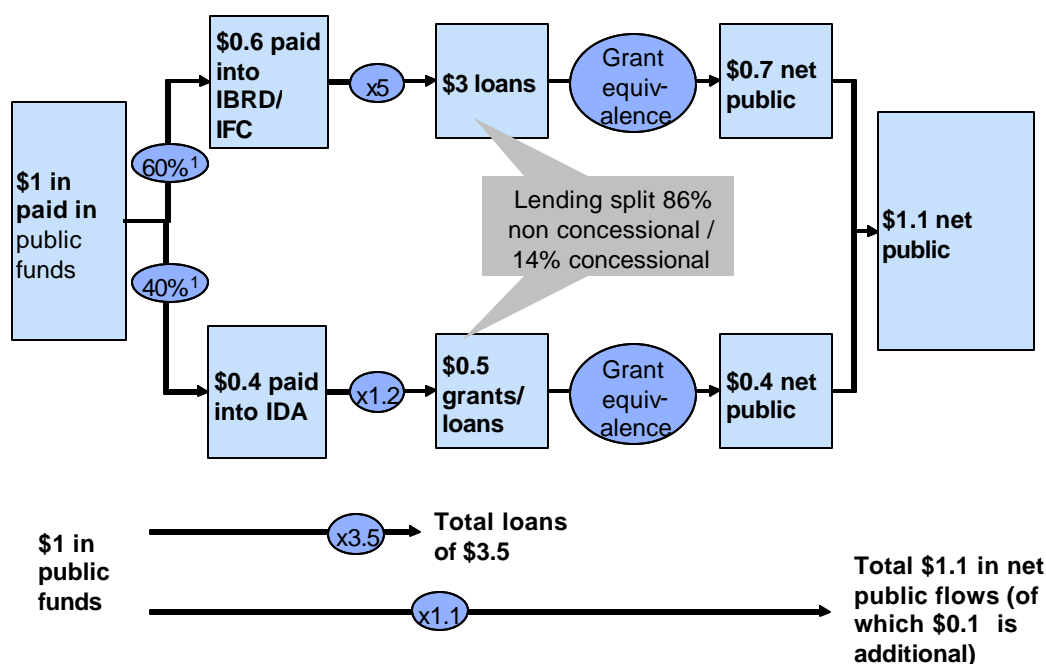 $1 in
paid in
public
funds
60%¹
40%¹
$0.6 paid
into
IBRD/
IFC
x5
$3 loans
Grant
equiv-
alence
$0.7 net
public
Lending split 86%
non concessional /
14% concessional
$1.1 net
public
$0.4 paid
into IDA
x1.2
$0.5
grants/
loans
Grant
equiv-
alence
$0.4 net
public
$1 in
public
funds
x3.5
Total loans
of $3.5
x1.1
Total $1.1 in net
public flows (of
which $0.1 is
additional)